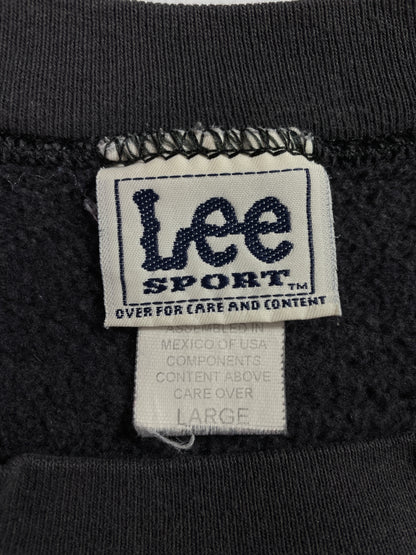 Lee
SPORT™
OVER FOR CARE AND CONTENT
ASSEMBLED IN
MEXICO OF USA
COMPONENTS
CONTENT ABOVE
CARE OVER
LARGE